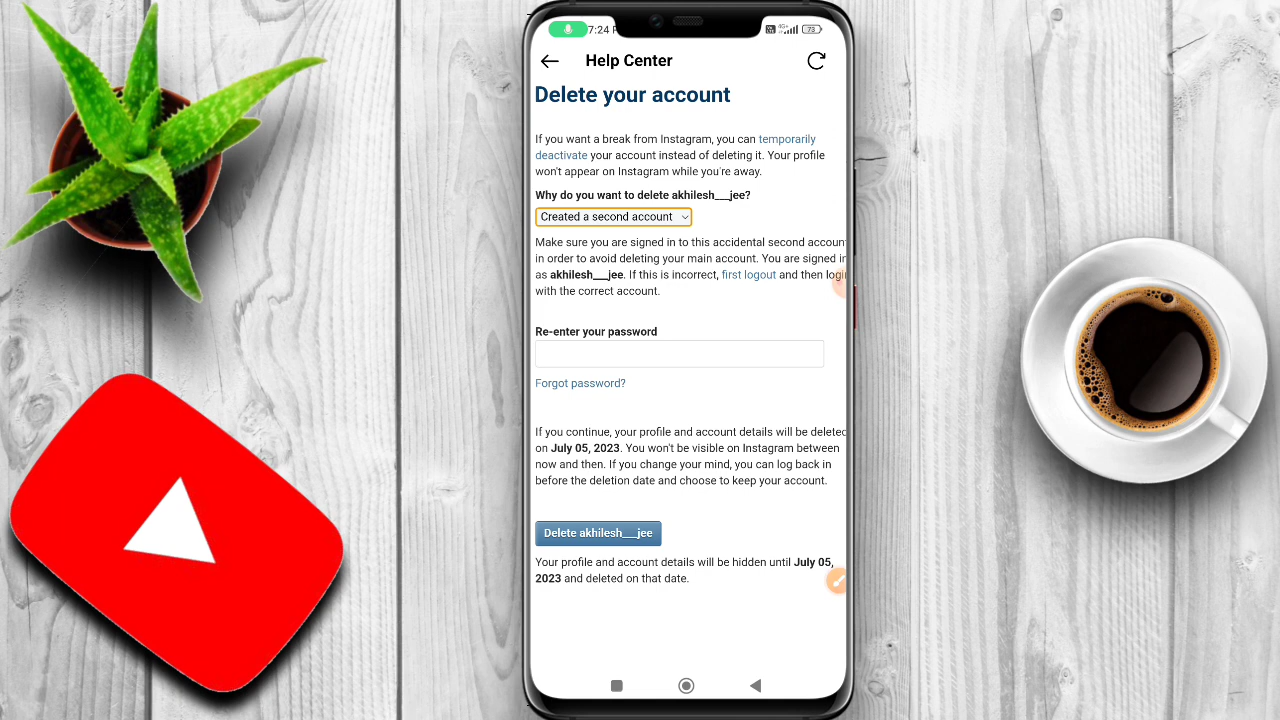 7:24
4G+
73
Help Center
Delete your account
If you want a break from Instagram, you can temporarily
deactivate your account instead of deleting it. Your profile
won't appear on Instagram while you're away.
Why do you want to delete akhilesh___jee?
Created a second account
Make sure you are signed in to this accidental second account
in order to avoid deleting your main account. You are signed in
as akhilesh___jee. If this is incorrect, first logout and then login
with the correct account.
Re-enter your password
Forgot password?
If you continue, your profile and account details will be deleted
on July 05, 2023. You won't be visible on Instagram between
now and then. If you change your mind, you can log back in
before the deletion date and choose to keep your account.
Delete akhilesh___jee
Your profile and account details will be hidden until July 05,
2023 and deleted on that date.